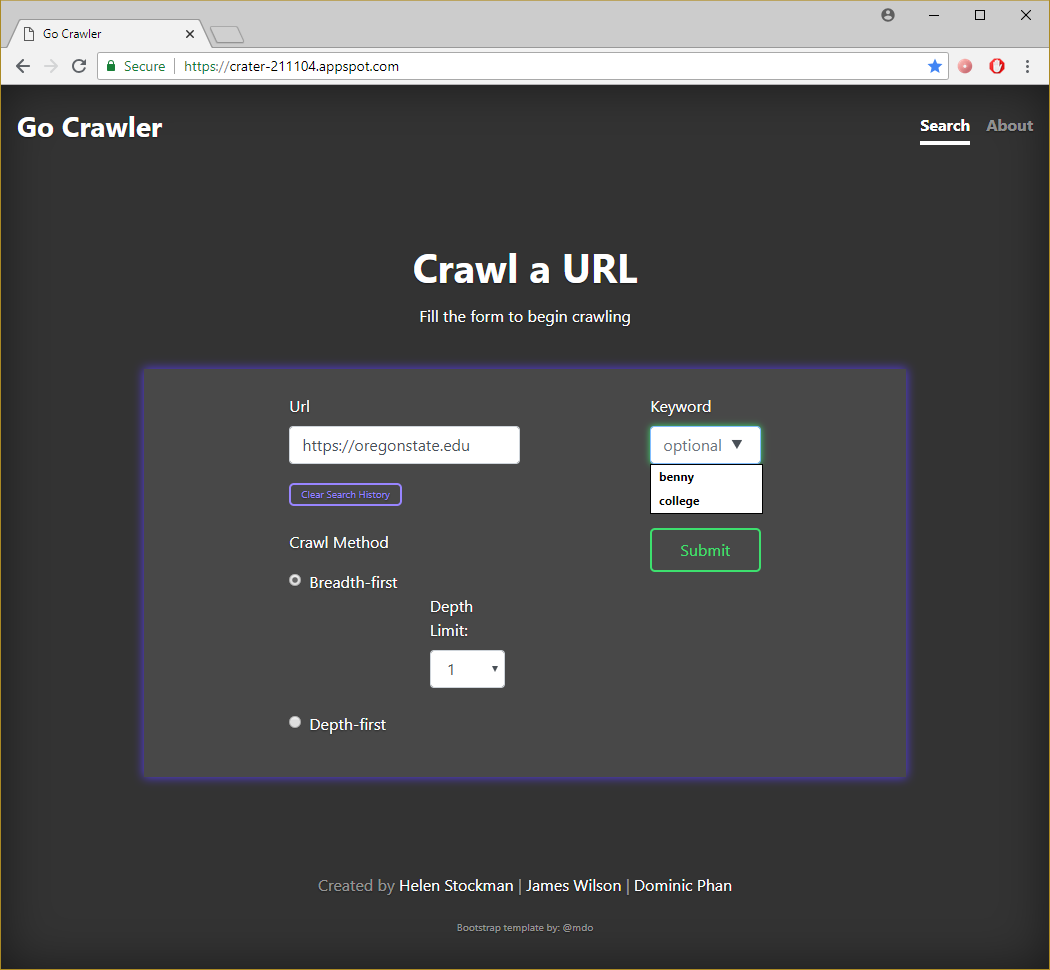 Go Crawler
Secure https://crater-211104.appspot.com
Go Crawler
Search About
Crawl a URL
Fill the form to begin crawling
Url
https://oregonstate.edu
Clear Search History
Keyword
optional
benny
college
Submit
Crawl Method
Breadth-first
Depth
Limit:
1
Depth-first
Created by Helen Stockman | James Wilson | Dominic Phan
Bootstrap template by: @mdo